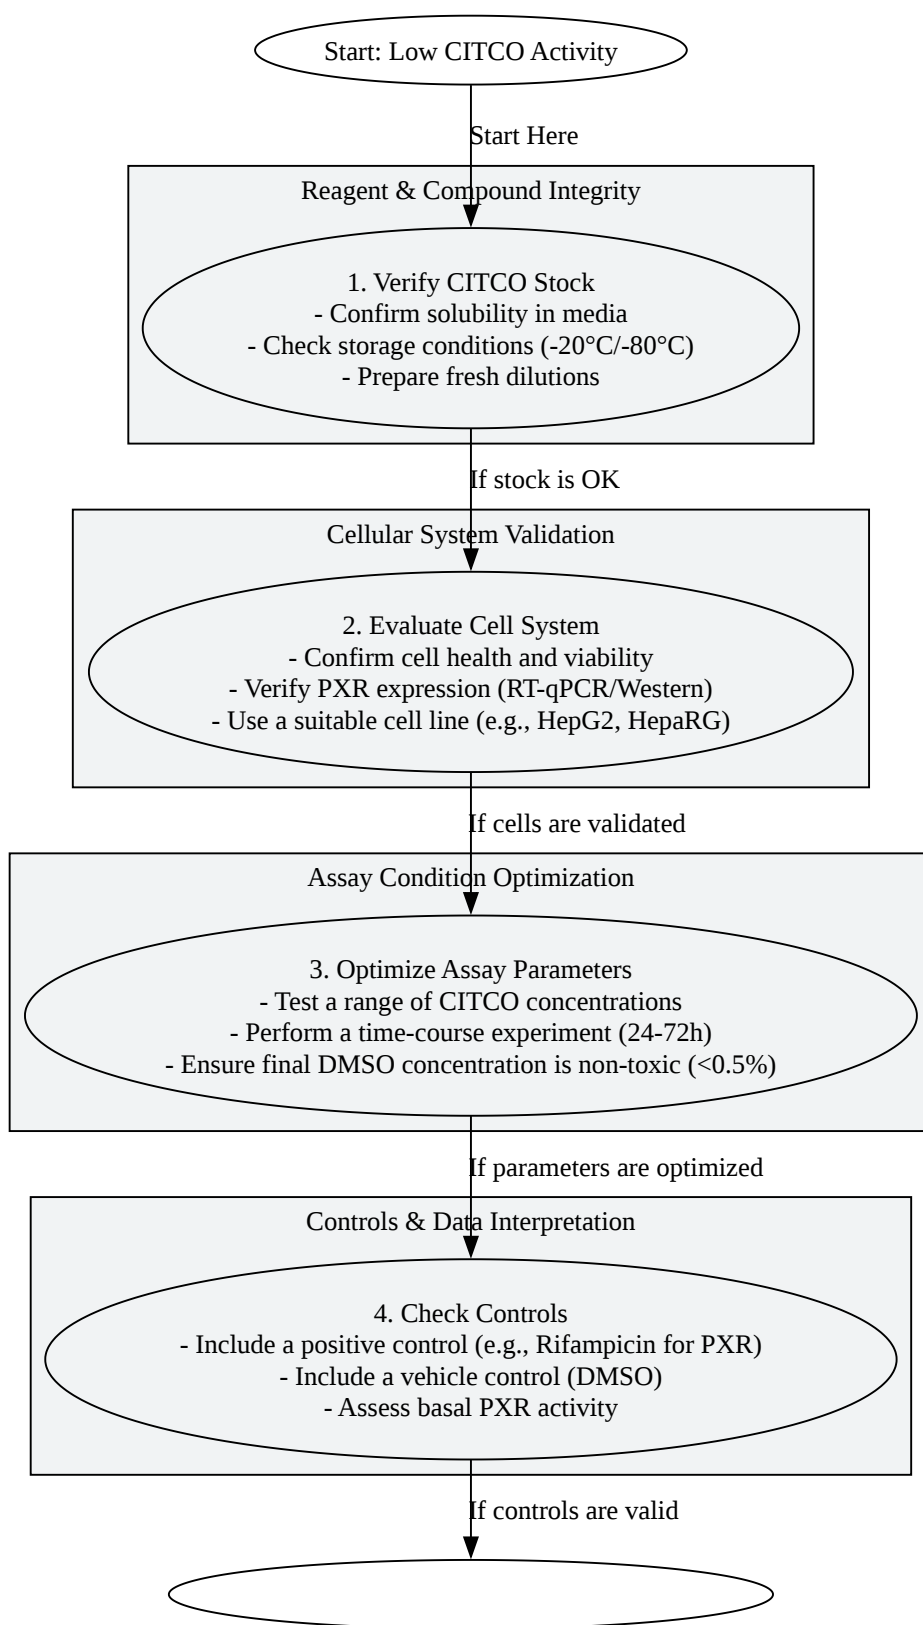 Start: Low CITCO Activity
Start Here
Reagent & Compound Integrity
1. Verify CITCO Stock
- Confirm solubility in media
- Check storage conditions (-20°C/-80°C)
- Prepare fresh dilutions
If stock is OK
Cellular System Validation
2. Evaluate Cell System
- Confirm cell health and viability
- Verify PXR expression (RT-qPCR/Western)
- Use a suitable cell line (e.g., HepG2, HepaRG)
If cells are validated
Assay Condition Optimization
3. Optimize Assay Parameters
- Test a range of CITCO concentrations
- Perform a time-course experiment (24-72h)
- Ensure final DMSO concentration is non-toxic (<0.5%)
If parameters are optimized
Controls & Data Interpretation
4. Check Controls
- Include a positive control (e.g., Rifampicin for PXR)
- Include a vehicle control (DMSO)
- Assess basal PXR activity
If controls are valid